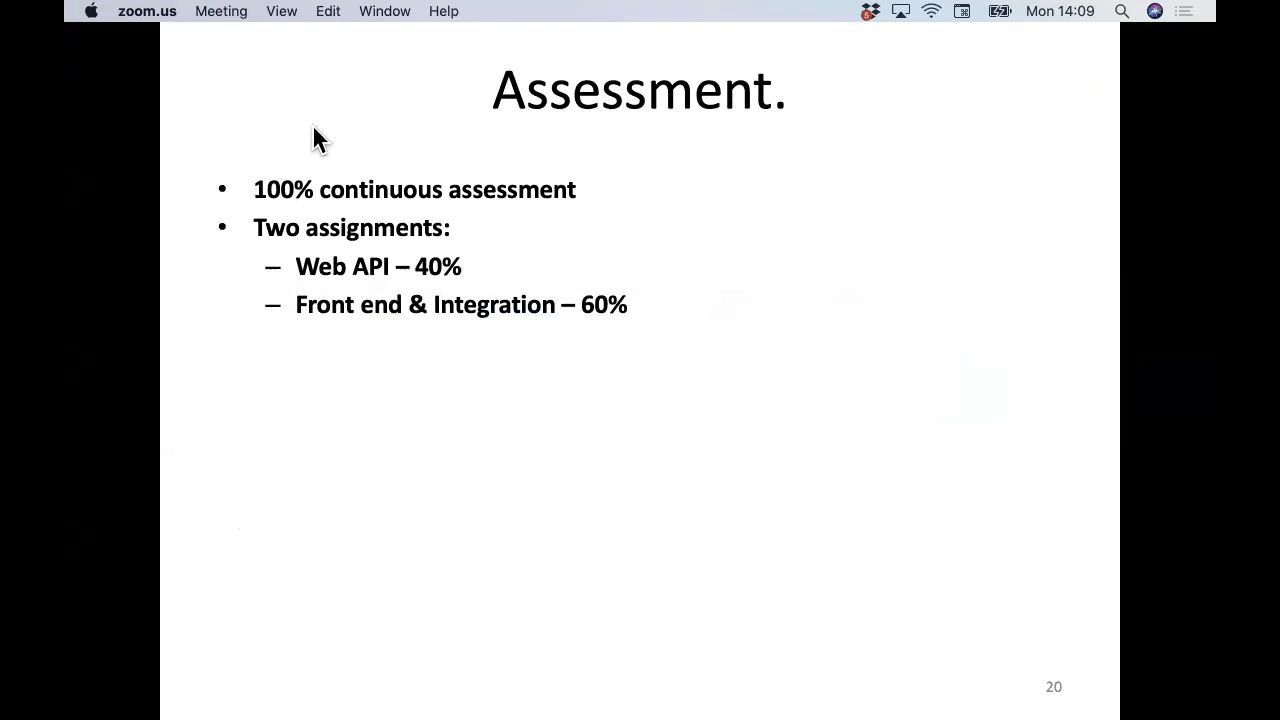 zoom.us Meeting View Edit Window Help 5 Mon 14:09
Assessment.
• 100% continuous assessment
• Two assignments:
– Web API – 40%
– Front end & Integration – 60%
20